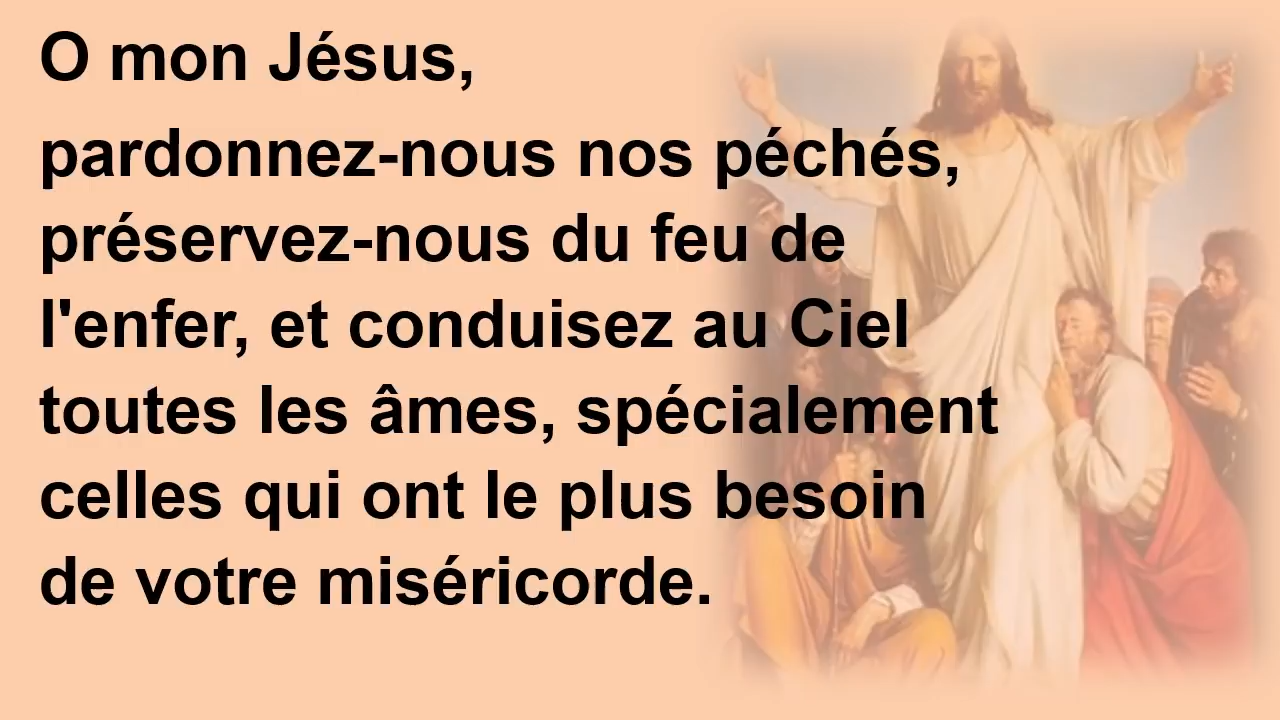 O mon Jésus,
pardonnez-nous nos péchés,
préservez-nous du feu de
l'enfer, et conduisez au Ciel
toutes les âmes, spécialement
celles qui ont le plus besoin
de votre miséricorde.